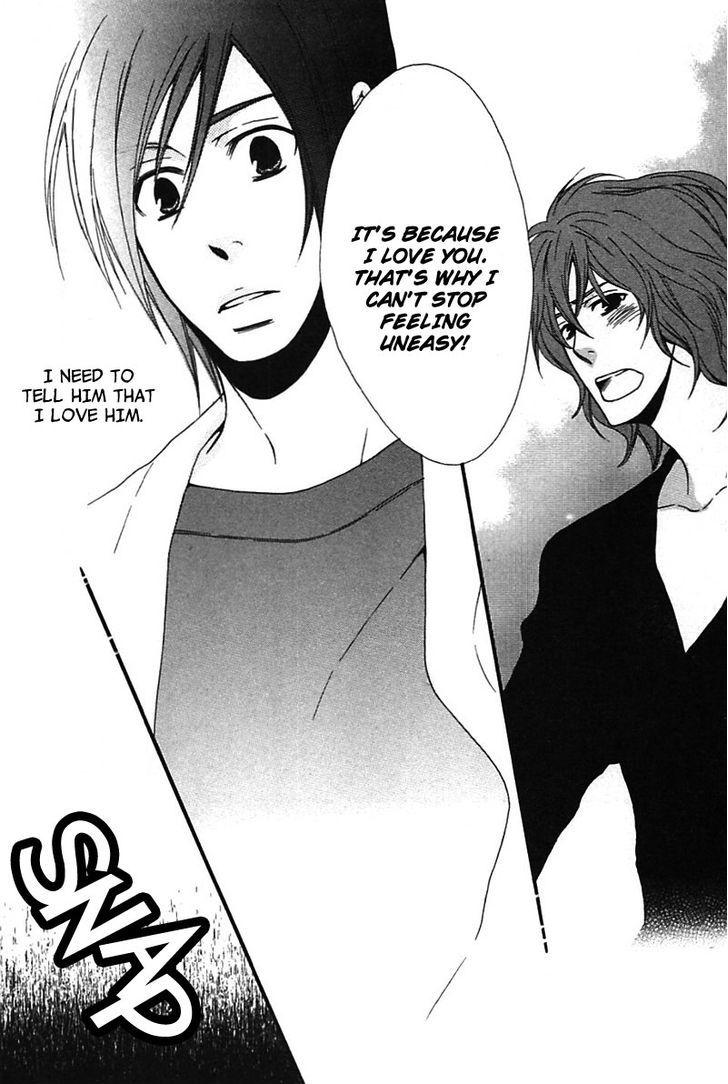 IT'S BECAUSE
I LOVE YOU.
THAT'S WHY I
CAN'T STOP
FEELING
UNEASY!
I NEED TO
TELL HIM THAT
I LOVE HIM.
SNAP